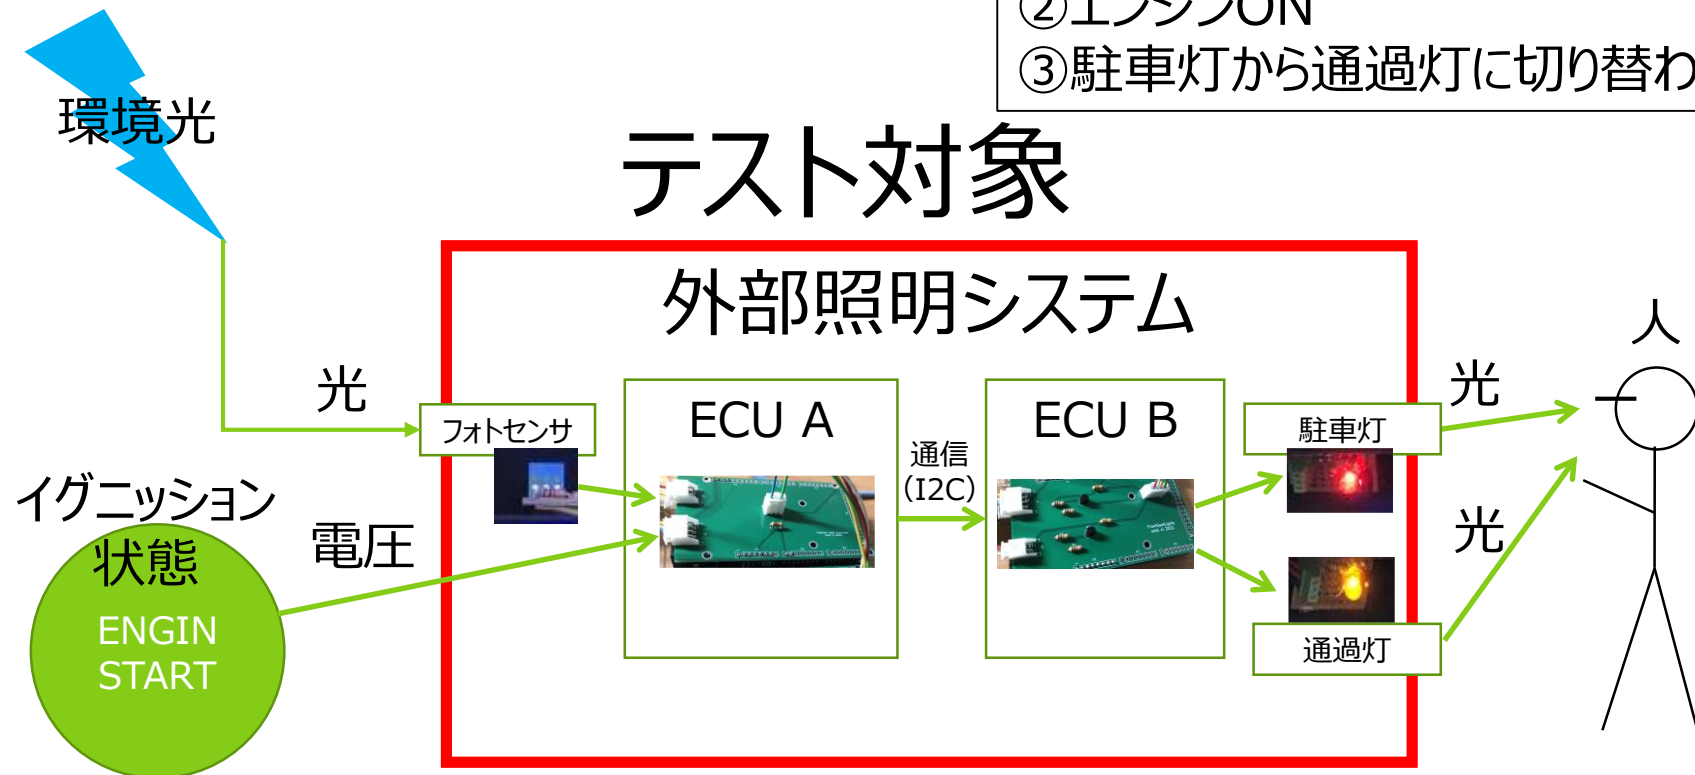 ②エンジンON
③駐車灯から通過灯に切り替わ
環境光
テスト対象
外部照明システム
人
光
フォトセンサ
ECU A
通信
(I2C)
ECU B
駐車灯
光
イグニッション
状態
電圧
ENGIN
START
光
通過灯